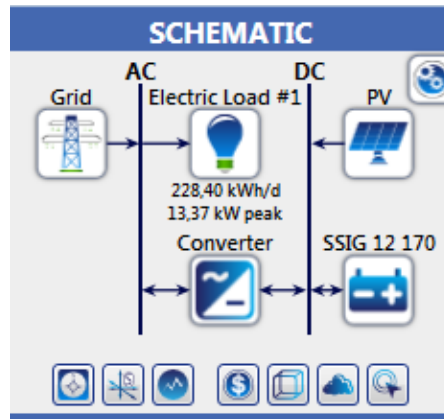 SCHEMATIC
AC DC
Grid Electric Load #1 PV
228,40 kWh/d
13,37 kW peak
Converter SSIG 12 170